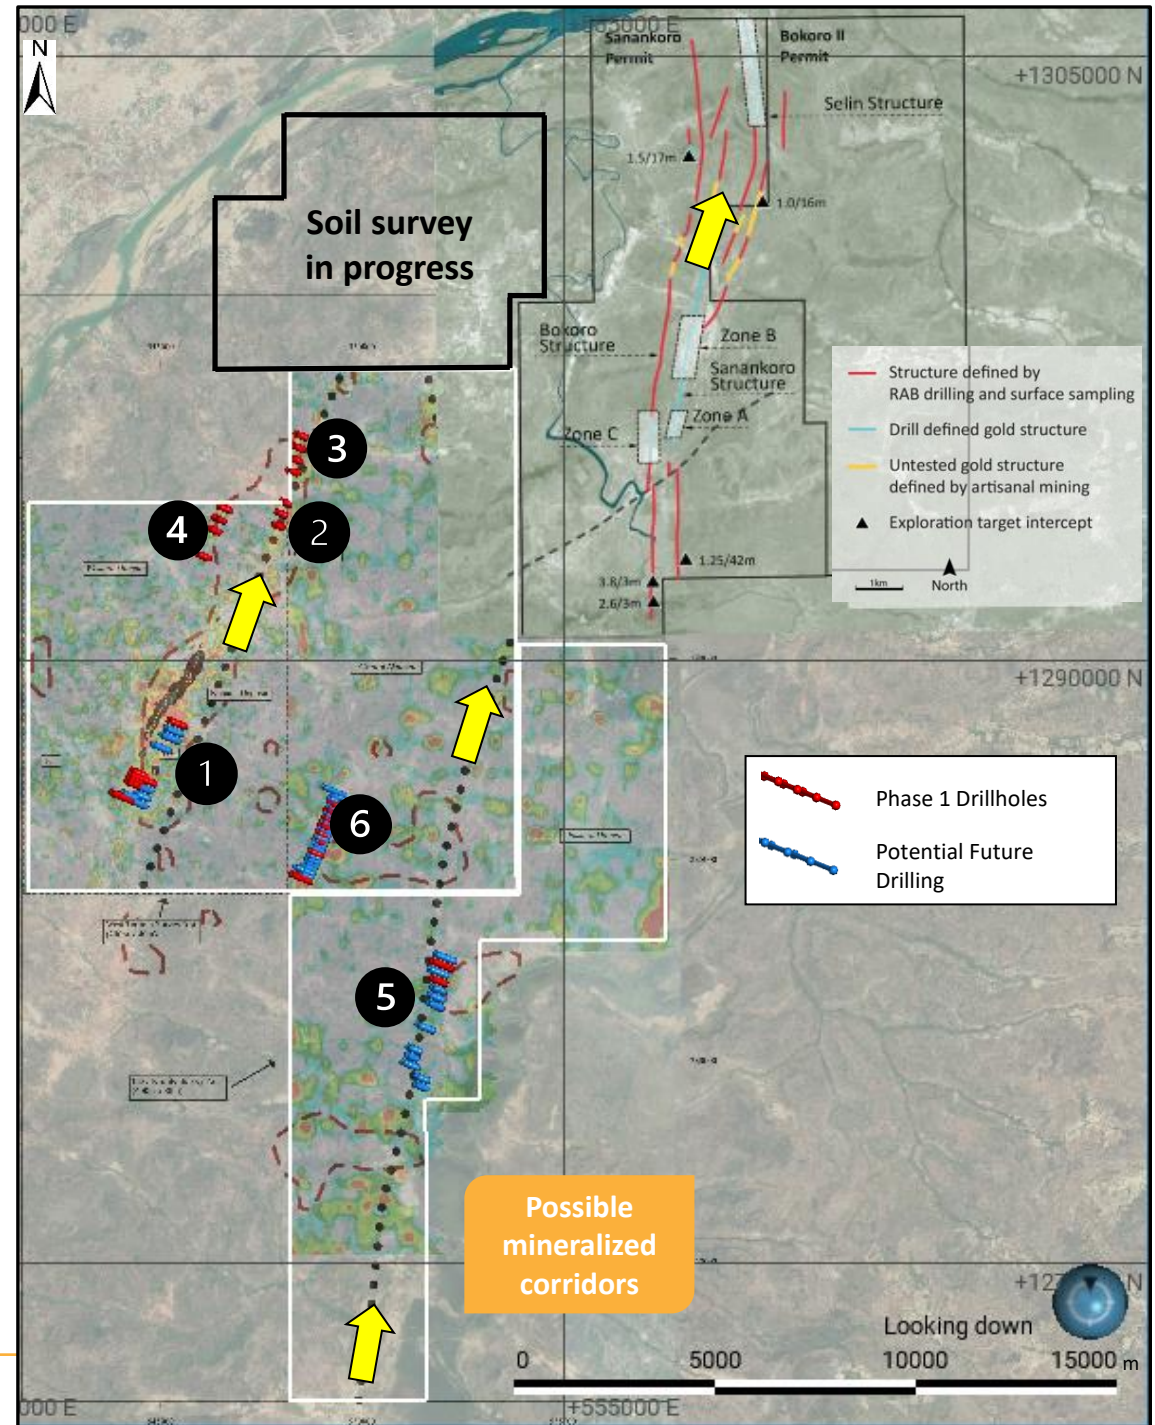 000 E
N
Sanankoro
Permit
Bokoro II
Permit
+1305000 N
Selin Structure
1.5/17m
1.0/16m
Soil survey
in progress
Bokoro
Structure
Zone B
Sanankoro
Structure
Zone A
Zone C
Structure defined by
RAB drilling and surface sampling
Drill defined gold structure
Untested gold structure
defined by artisanal mining
Exploration target intercept
1km
North
1.25/42m
3.8/3m
2.6/3m
3
4
2
+1290000 N
1
6
Phase 1 Drillholes
Potential Future
Drilling
5
Possible
mineralized
corridors
Looking down
0 5000 10000 15000 m
000 E
+555000 E